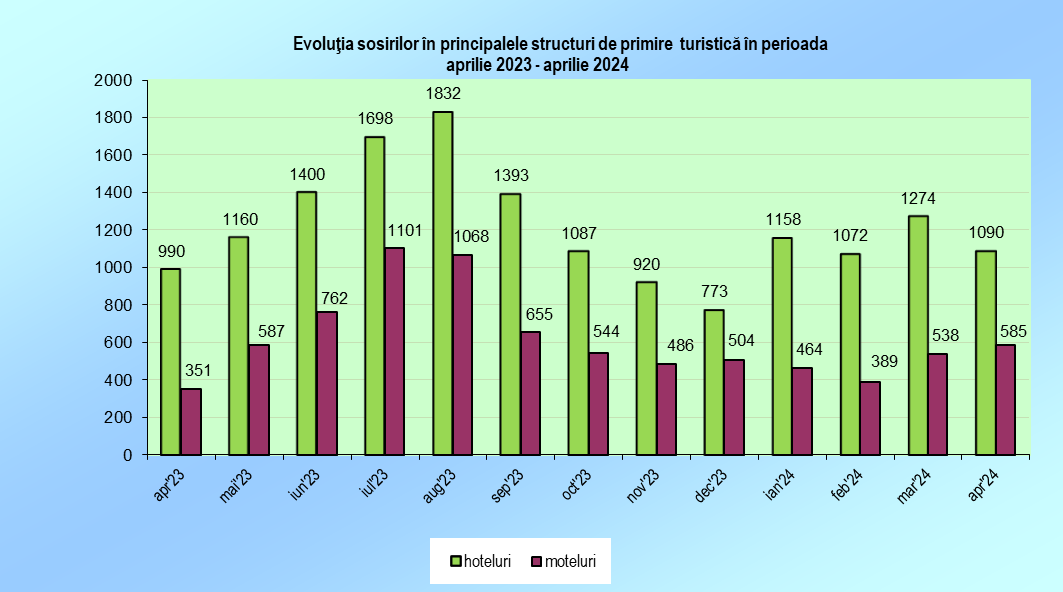 Evoluţia sosirilor în principalele structuri de primire turistică în perioada
aprilie 2023 - aprilie 2024
2000
1800
1600
1400
1200
1000
800
600
400
200
0
990
351
1160
587
1400
762
1698
1101
1832
1068
1393
655
1087
544
920
486
773
504
1158
464
1072
389
1274
538
1090
585
apr'23
mai'23
iun'23
iul'23
aug'23
sep'23
oct'23
nov'23
dec'23
ian'24
feb'24
mar'24
apr'24
hoteluri
moteluri